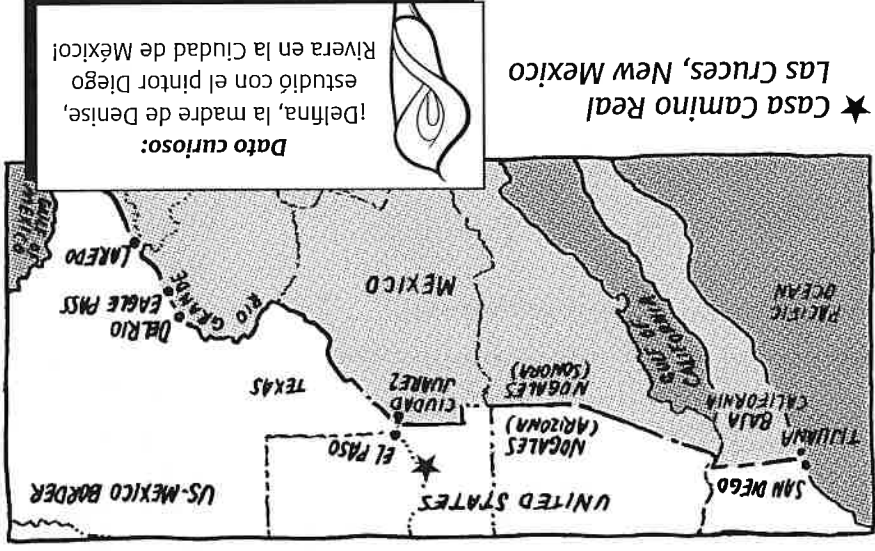 US-MEXICO BORDER
UNITED STATES
SAN DIEGO
TIJUANA
BAJA
CALIFORNIA
NOGALES
(ARIZONA)
NOGALES
(SONORA)
EL PASO
CIUDAD
JUAREZ
TEXAS
PACIFIC
OCEAN
GULF OF
CALIFORNIA
MEXICO
RIO GRANDE
DEL RIO
EAGLE PASS
LAREDO
GULF OF
MEXICO
★ Casa Camino Real
Las Cruces, New Mexico
Dato curioso:
¡Delfina, la madre de Denise,
estudió con el pintor Diego
Rivera en la Ciudad de México!